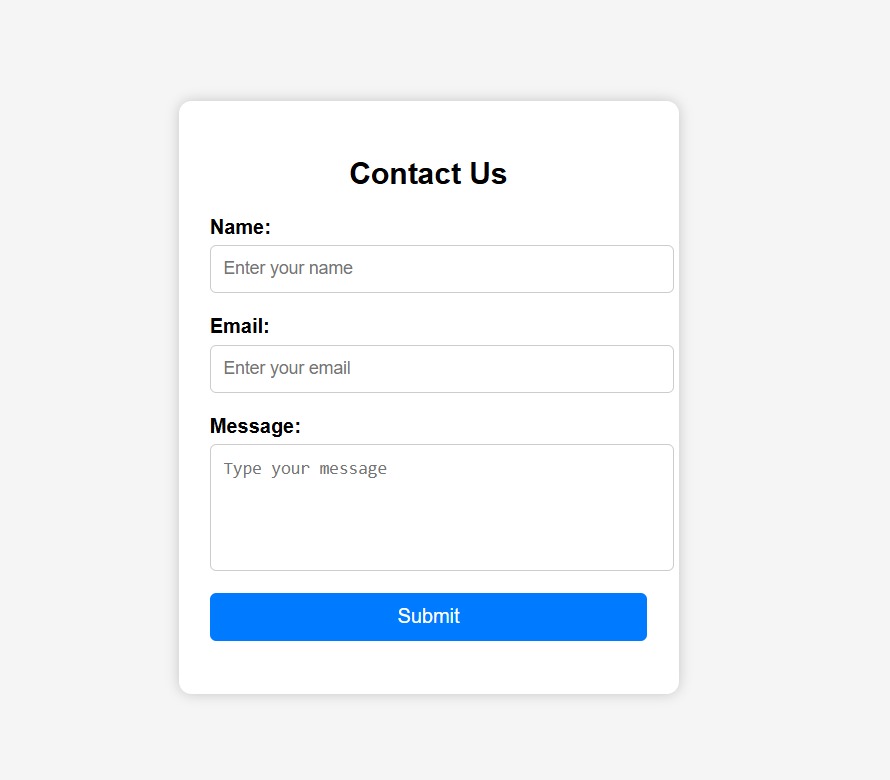 Contact Us
Name:
Enter your name
Email:
Enter your email
Message:
Type your message
Submit